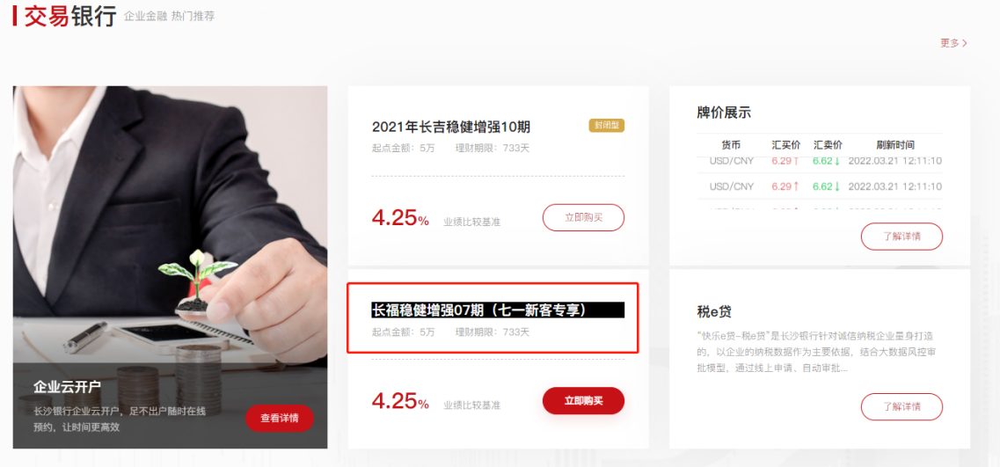 交易银行 企业金融 热门推荐
更多 >
企业云开户
长沙银行企业云开户，足不出户随时在线
预约，让时间更高效
查看详情
2021年长吉稳健增强10期 封闭型
起点金额：5万 理财期限：733天
4.25% 业绩比较基准 立即购买
长福稳健增强07期（七一新客专享）
起点金额：5万 理财期限：733天
4.25% 业绩比较基准 立即购买
牌价展示
货币 汇买价 汇卖价 刷新时间
USD/CNY 6.29↑ 6.62↓ 2022.03.21 12:11:10
USD/CNY 6.29↑ 6.62↓ 2022.03.21 12:11:10
了解详情
税e贷
“快乐e贷–税e贷”是长沙银行针对诚信纳税企业量身打造
的，以企业的纳税数据作为主要依据，结合大数据风控审
批模型，通过线上申请、自动审批...
了解详情